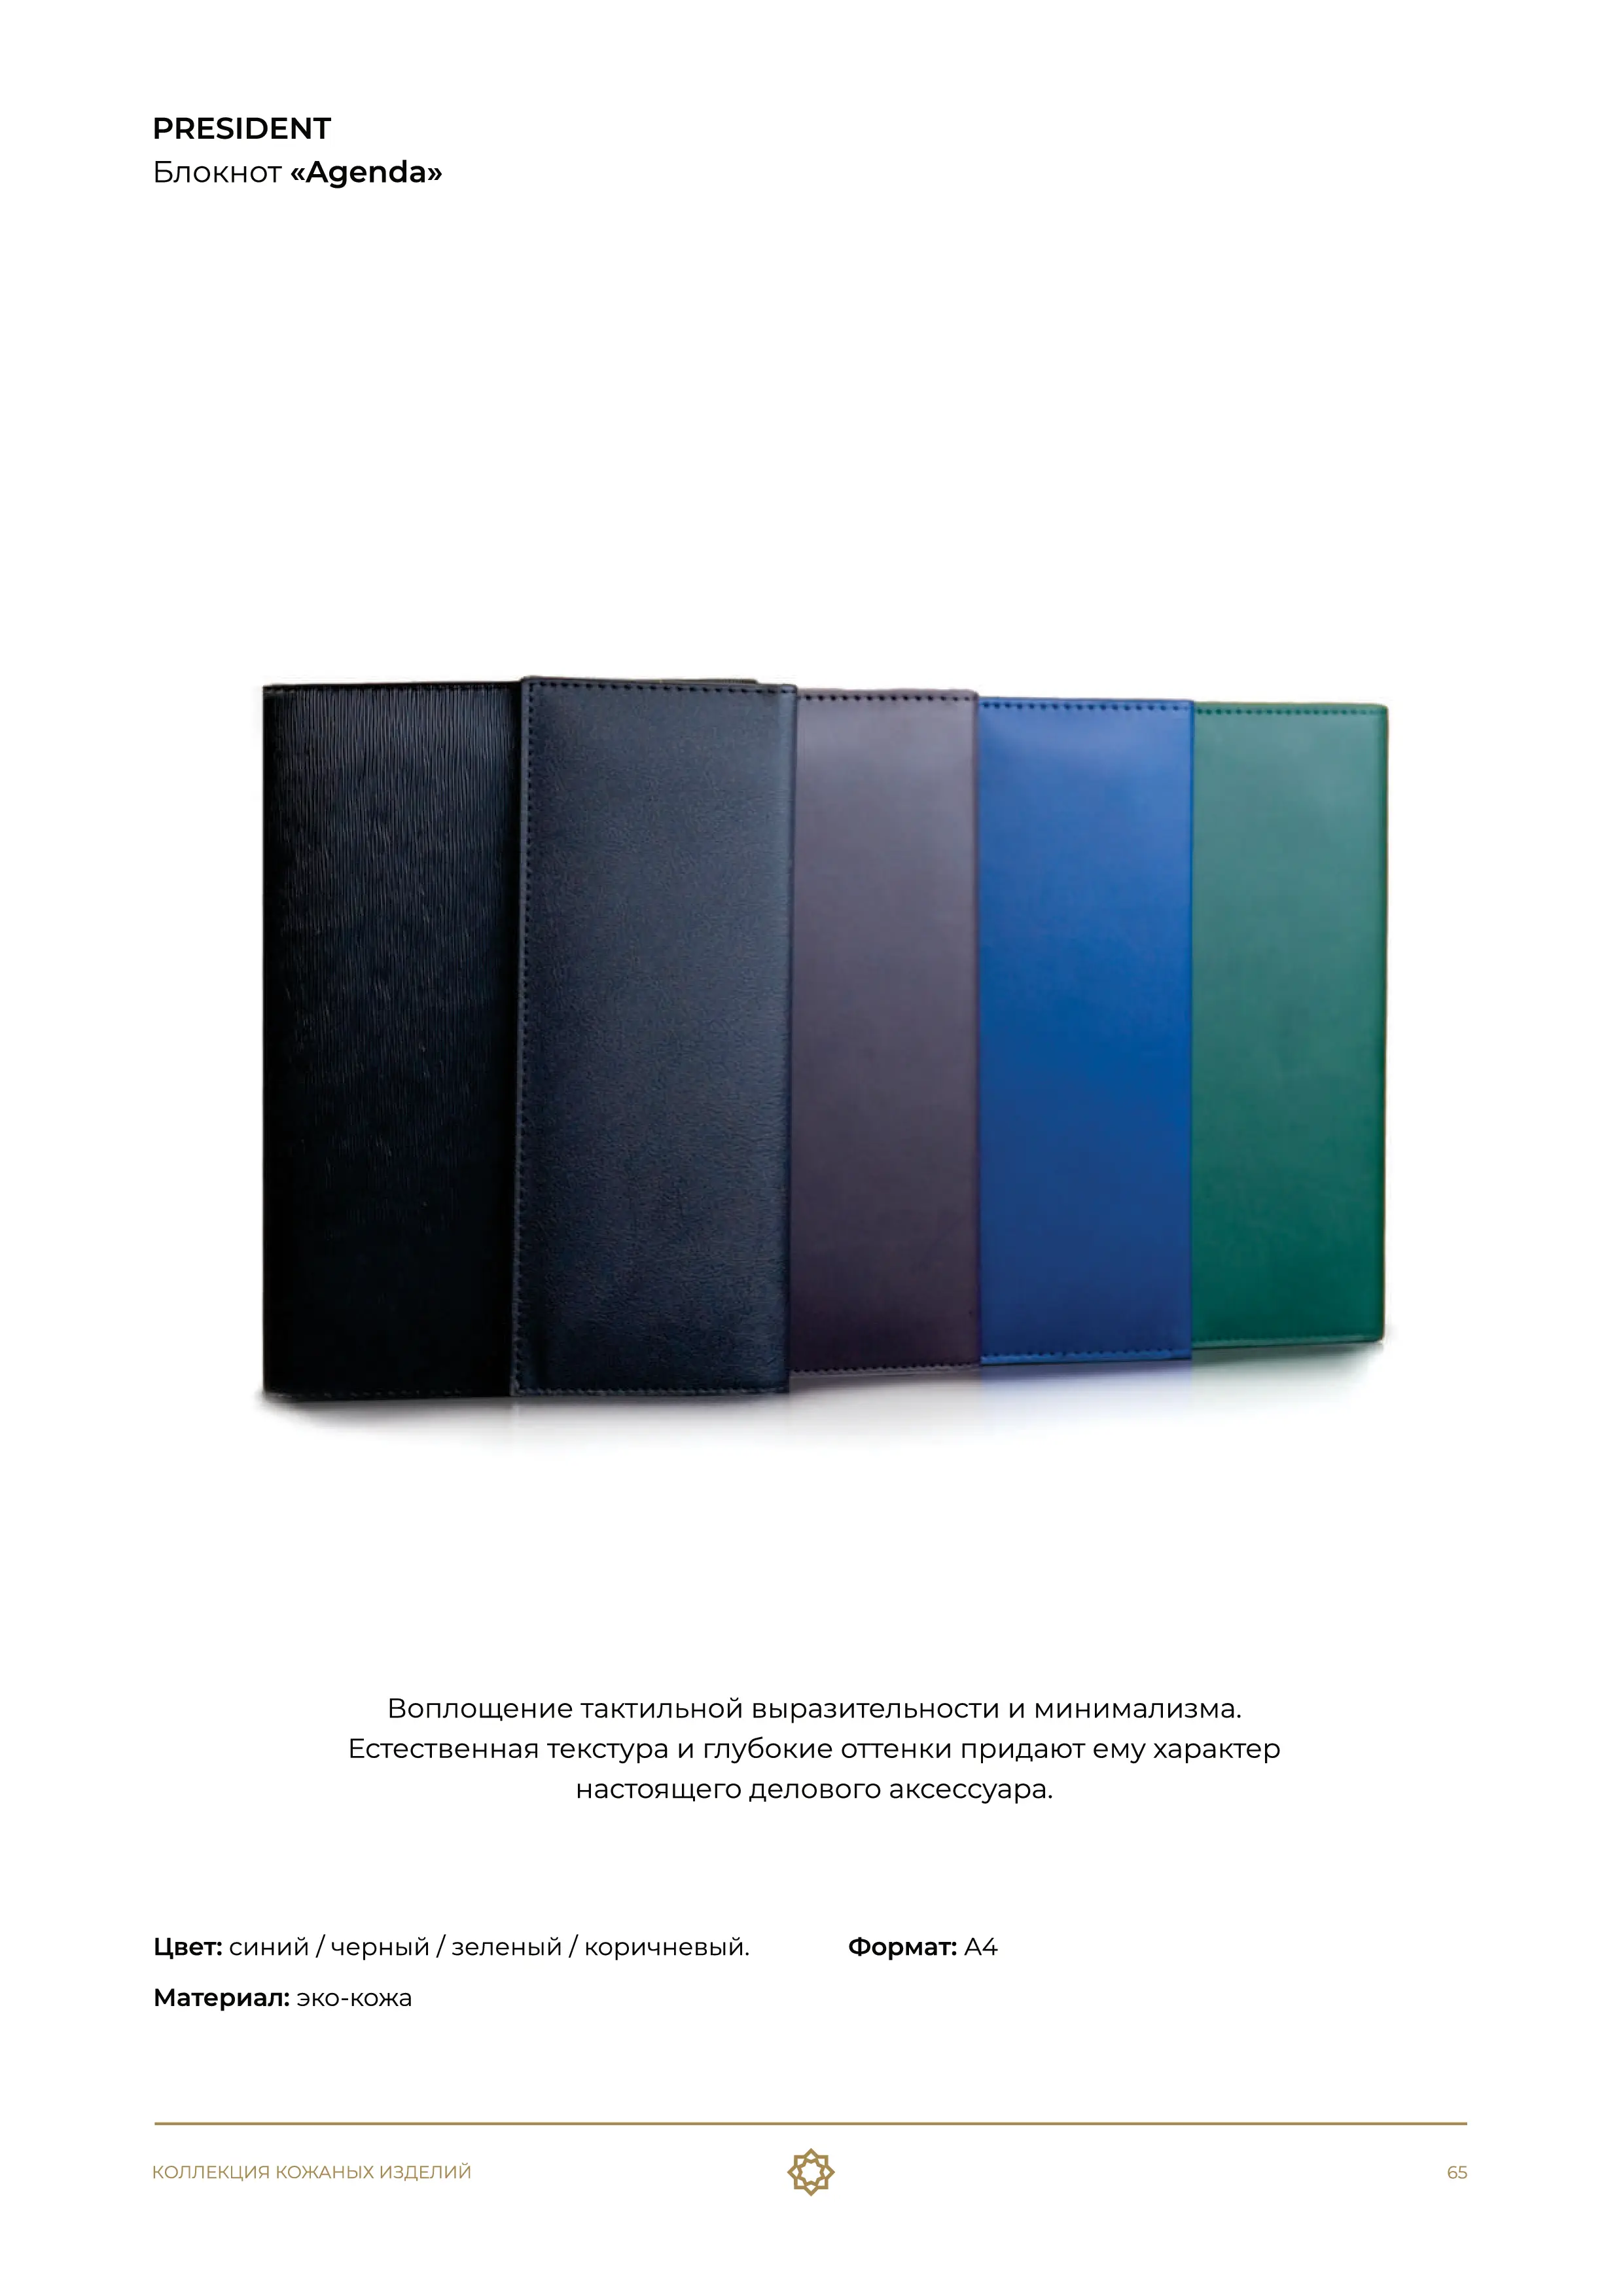 PRESIDENT
Блокнот «Agenda»
Воплощение тактильной выразительности и минимализма.
Естественная текстура и глубокие оттенки придают ему характер
настоящего делового аксессуара.
Цвет: синий / черный / зеленый / коричневый.
Формат: А4
Материал: эко-кожа
КОЛЛЕКЦИЯ КОЖАНЫХ ИЗДЕЛИЙ
65